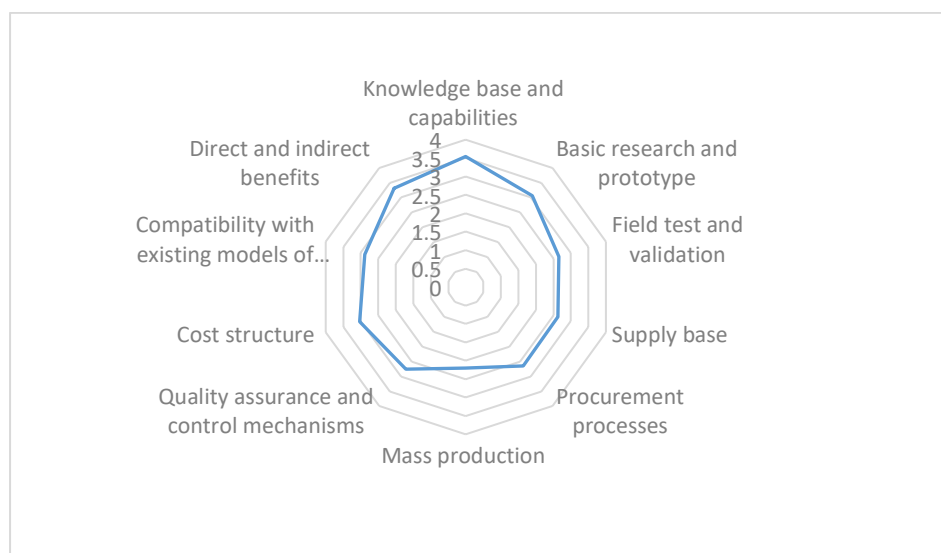 Knowledge base and
capabilities
Basic research and
prototype
Field test and
validation
Supply base
Procurement
processes
Mass production
Quality assurance and
control mechanisms
Cost structure
Compatibility with
existing models of…
Direct and indirect
benefits
4
3.5
3
2.5
2
1.5
1
0.5
0